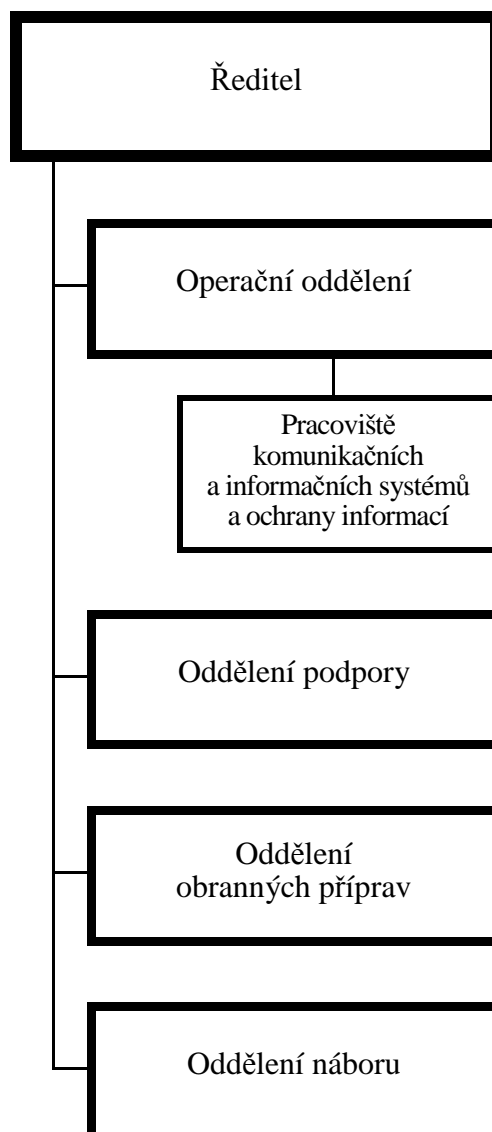 Ředitel
Operační oddělení
Pracoviště
komunikačních
a informačních systémů
a ochrany informací
Oddělení podpory
Oddělení
obranných příprav
Oddělení náboru